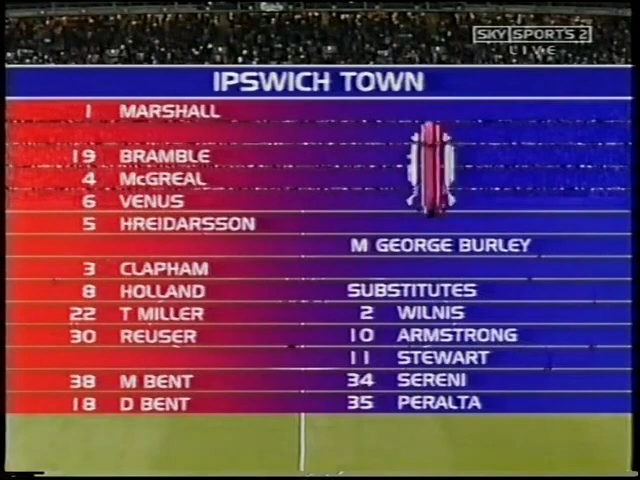 SKY SPORTS 2
LIVE
IPSWICH TOWN
1 MARSHALL
19 BRAMBLE
4 McGREAL
6 VENUS
5 HREIDARSSON
3 CLAPHAM
8 HOLLAND
22 T MILLER
30 REUSER
38 M BENT
18 D BENT
M GEORGE BURLEY
SUBSTITUTES
2 WILNIS
10 ARMSTRONG
11 STEWART
34 SERENI
35 PERALTA